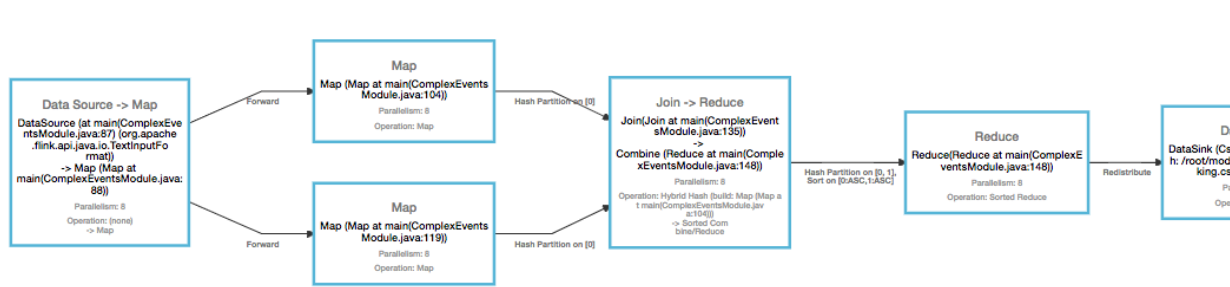 Data Source -> Map
DataSource (at main(ComplexEve
ntsModule.java:87) (org.apache
.flink.api.java.io.TextInputFo
rmat))
-> Map (Map at
main(ComplexEventsModule.java:
88))
Parallelism: 8
Operation: (none)
-> Map
Forward
Forward
Map
Map (Map at main(ComplexEvents
Module.java:104))
Parallelism: 8
Operation: Map
Map
Map (Map at main(ComplexEvents
Module.java:119))
Parallelism: 8
Operation: Map
Hash Partition on [0]
Hash Partition on [0]
Join -> Reduce
Join(Join at main(ComplexEvent
sModule.java:135))
->
Combine (Reduce at main(Comple
xEventsModule.java:148))
Parallelism: 8
Operation: Hybrid Hash (build: Map (Map a
t main(ComplexEventsModule.jav
a:104)))
-> Sorted Com
bine/Reduce
Hash Partition on [0, 1],
Sort on [0:ASC,1:ASC]
Reduce
Reduce(Reduce at main(ComplexE
ventsModule.java:148))
Parallelism: 8
Operation: Sorted Reduce
Redistribute
DataSink (Cs
h: /root/mod
king.cs